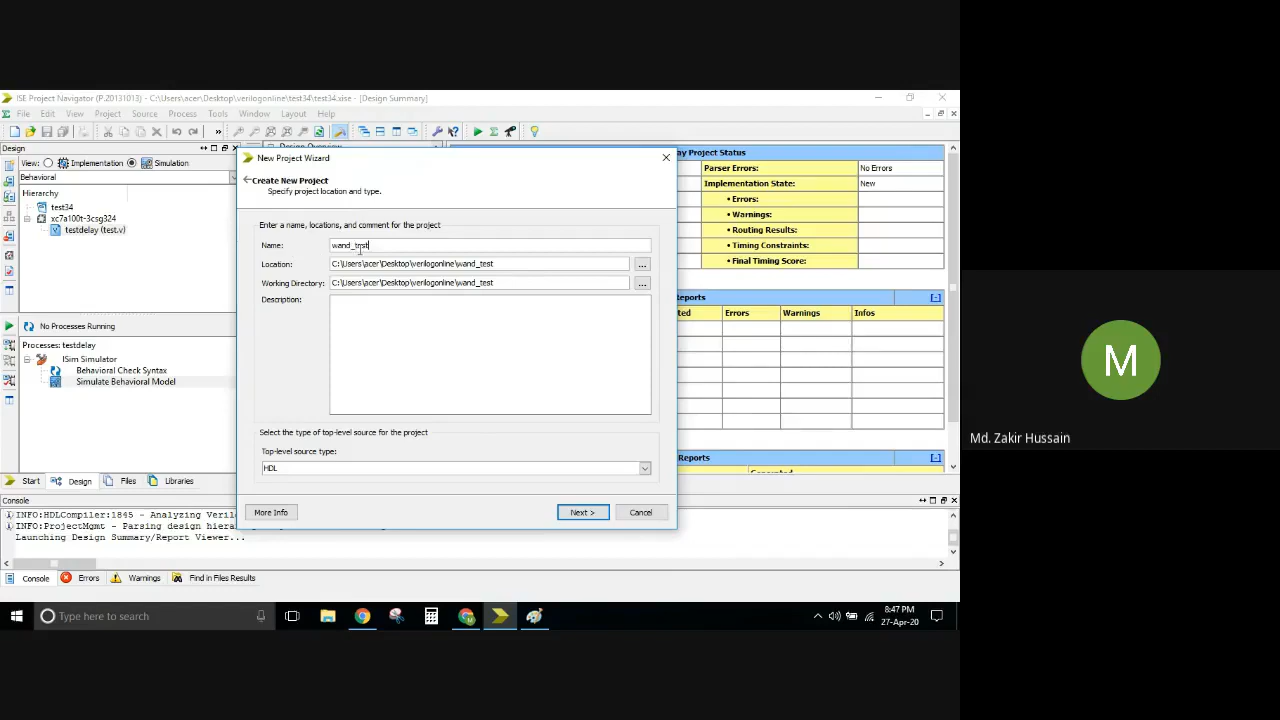 ISE Project Navigator (P.20131013) - C:\Users\acer\Desktop\verilogonline\test34\test34.xise - [Design Summary]
File Edit View Project Source Process Tools Window Layout Help
Design
View: Implementation Simulation
Behavioral
Hierarchy
test34
xc7a100t-3csg324
testdelay (test.v)
No Processes Running
Processes: testdelay
ISim Simulator
Behavioral Check Syntax
Simulate Behavioral Model
Start Design Files Libraries
New Project Wizard
Create New Project
Specify project location and type.
Enter a name, locations, and comment for the project
Name: wand_test
Location: C:\Users\acer\Desktop\verilogonline\wand_test
Working Directory: C:\Users\acer\Desktop\verilogonline\wand_test
Description:
Select the type of top-level source for the project
Top-level source type:
HDL
More Info Next > Cancel
ay Project Status
Parser Errors: No Errors
Implementation State: New
• Errors:
• Warnings:
• Routing Results:
• Timing Constraints:
• Final Timing Score:
Reports [-]
ted Errors Warnings Infos
Reports [-]
Console
INFO:HDLCompiler:1845 - Analyzing Veril
INFO:ProjectMgmt - Parsing design hiera
Launching Design Summary/Report Viewer...
Console Errors Warnings Find in Files Results
Type here to search
8:47 PM
27-Apr-20
M
Md. Zakir Hussain